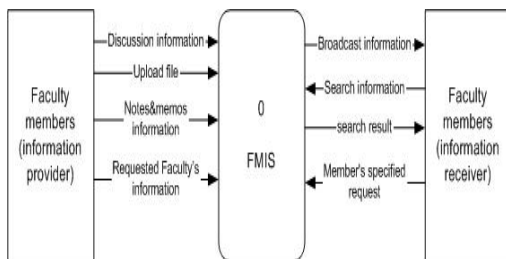 Faculty
members
(information
provider)
Discussion information
Upload file
Notes&memos
information
Requested Faculty's
information
0
FMIS
Broadcast information
Search information
search result
Member's specified
request
Faculty
members
(information
receiver)